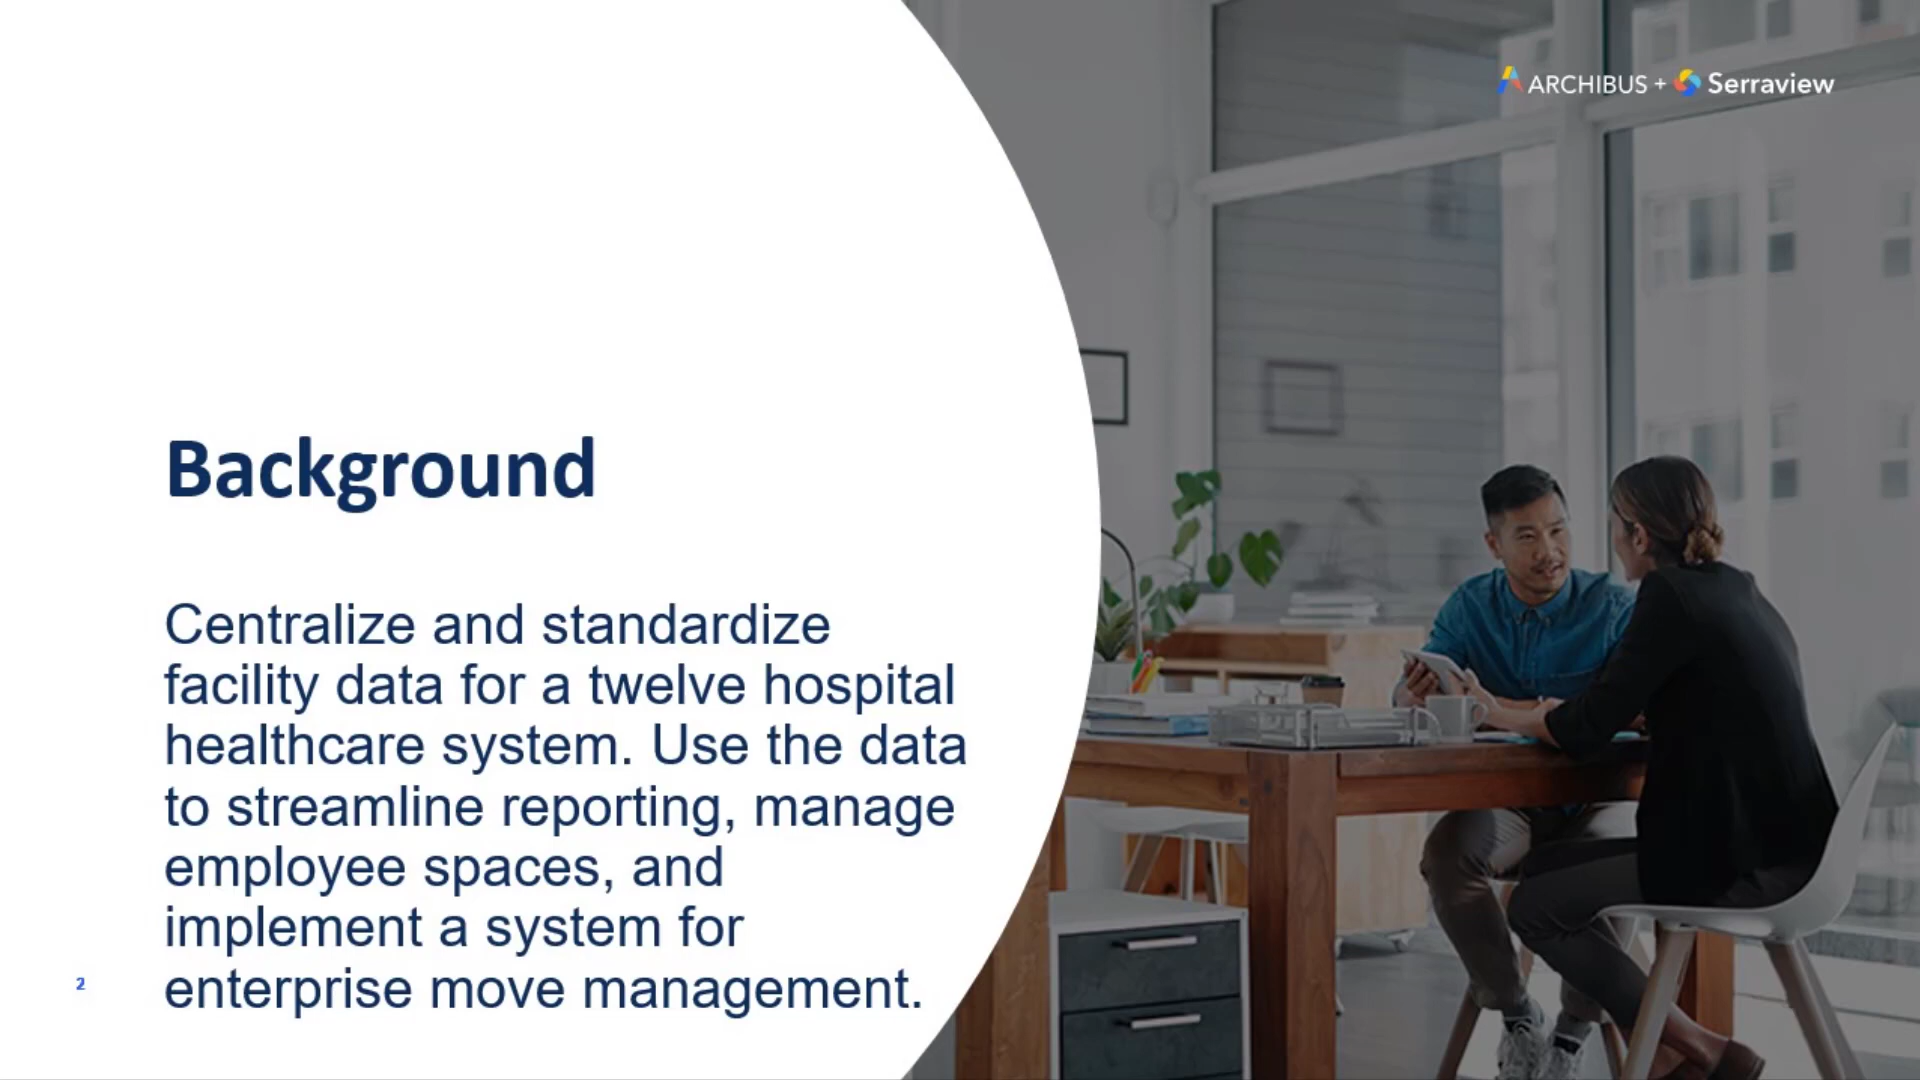 ARCHIBUS + Serraview
Background
Centralize and standardize
facility data for a twelve hospital
healthcare system. Use the data
to streamline reporting, manage
employee spaces, and
implement a system for
enterprise move management.
2